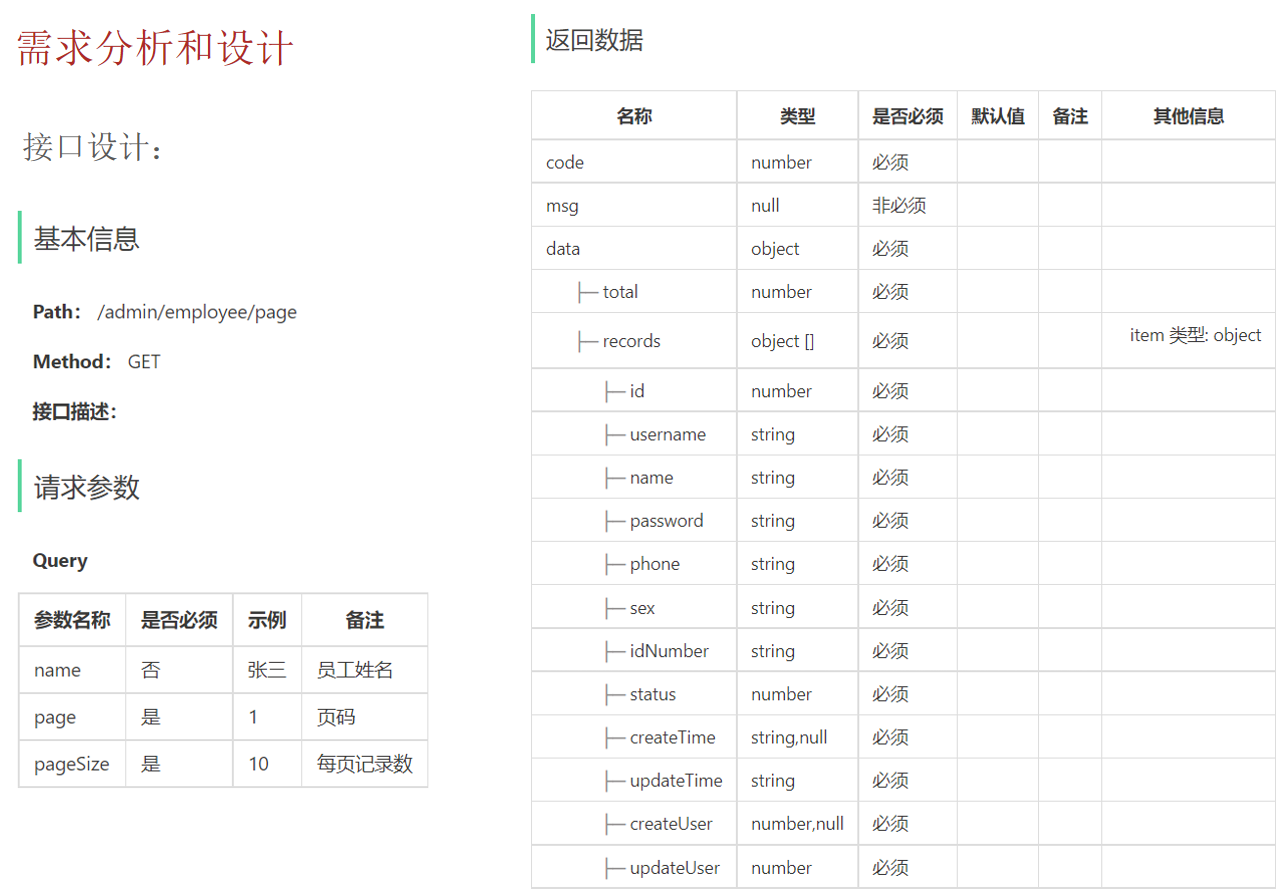 需求分析和设计
接口设计：
基本信息
Path： /admin/employee/page
Method： GET
接口描述：
请求参数
Query
参数名称 是否必须 示例 备注
name 否 张三 员工姓名
page 是 1 页码
pageSize 是 10 每页记录数
返回数据
名称 类型 是否必须 默认值 备注 其他信息
code number 必须
msg null 非必须
data object 必须
├─ total number 必须
├─ records object [] 必须 item 类型: object
├─ id number 必须
├─ username string 必须
├─ name string 必须
├─ password string 必须
├─ phone string 必须
├─ sex string 必须
├─ idNumber string 必须
├─ status number 必须
├─ createTime string,null 必须
├─ updateTime string 必须
├─ createUser number,null 必须
├─ updateUser number 必须